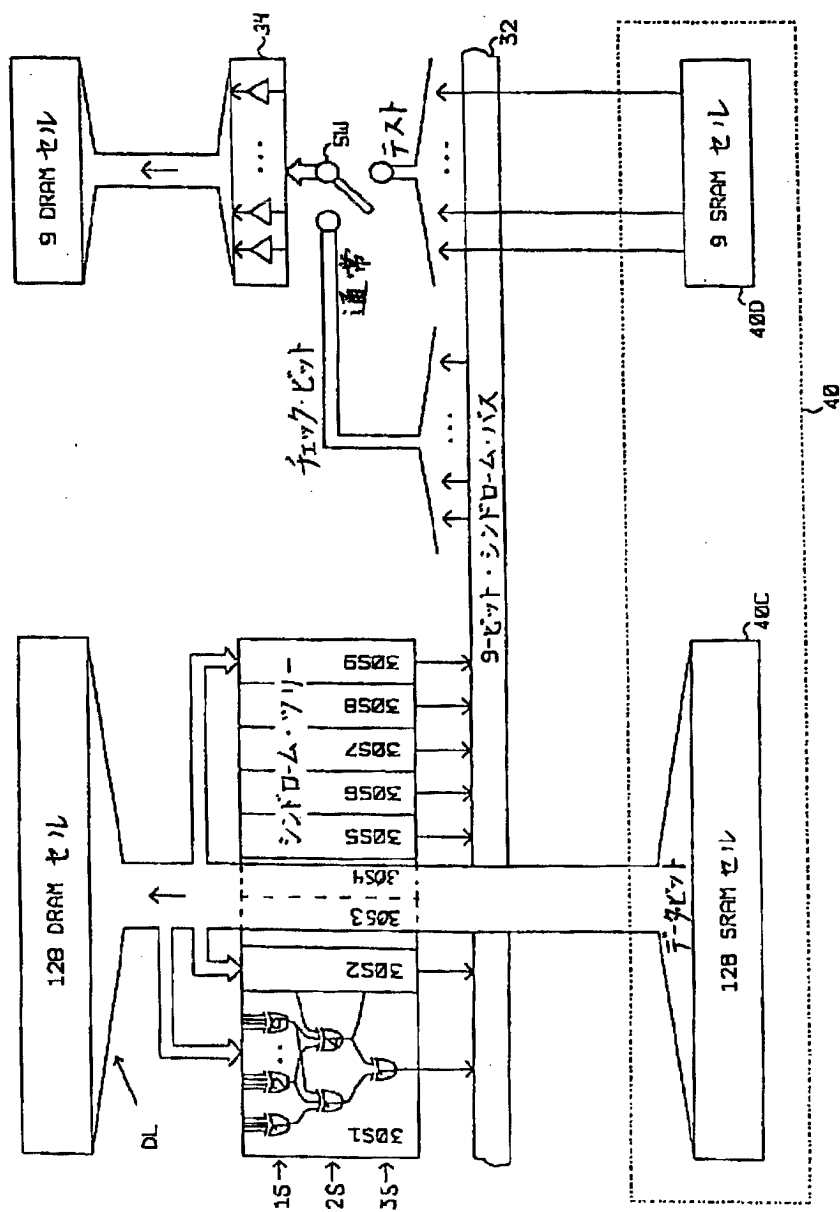 128 DRAM セル
9 DRAM セル
DL
34
...
SW
通常
テスト
チェック・ビット
シンドローム・ツリー
1S
2S
3S
30S1
30S2
30S3
30S4
30S5
30S6
30S7
30S8
30S9
..
...
...
9-ビット・シンドローム・バス
32
データビット
128 SRAM セル
40C
9 SRAM セル
40D
40